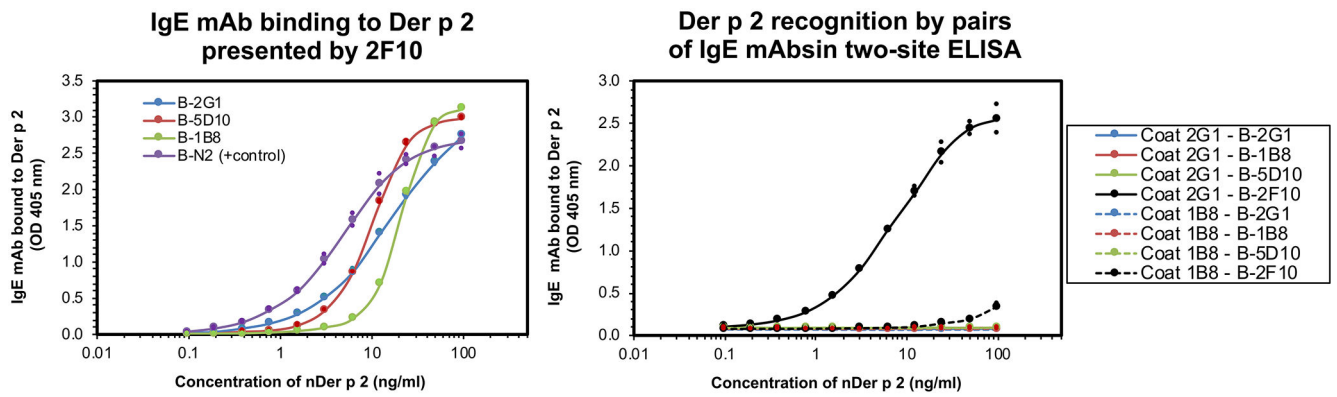 IgE mAb binding to Der p 2
presented by 2F10
IgE mAb bound to Der p 2
(OD 405 nm)
3.5
3.0
2.5
2.0
1.5
1.0
0.5
0.0
B-2G1
B-5D10
B-1B8
B-N2 (+control)
0.01
0.1
1
10
100
Concentration of nDer p 2 (ng/ml)
Der p 2 recognition by pairs
of IgE mAbsin two-site ELISA
IgE mAb bound to Der p 2
(OD 405 nm)
3.0
2.5
2.0
1.5
1.0
0.5
0.0
0.01
0.1
1
10
100
Concentration of nDer p 2 (ng/ml)
Coat 2G1 - B-2G1
Coat 2G1 - B-1B8
Coat 2G1 - B-5D10
Coat 2G1 - B-2F10
Coat 1B8 - B-2G1
Coat 1B8 - B-1B8
Coat 1B8 - B-5D10
Coat 1B8 - B-2F10